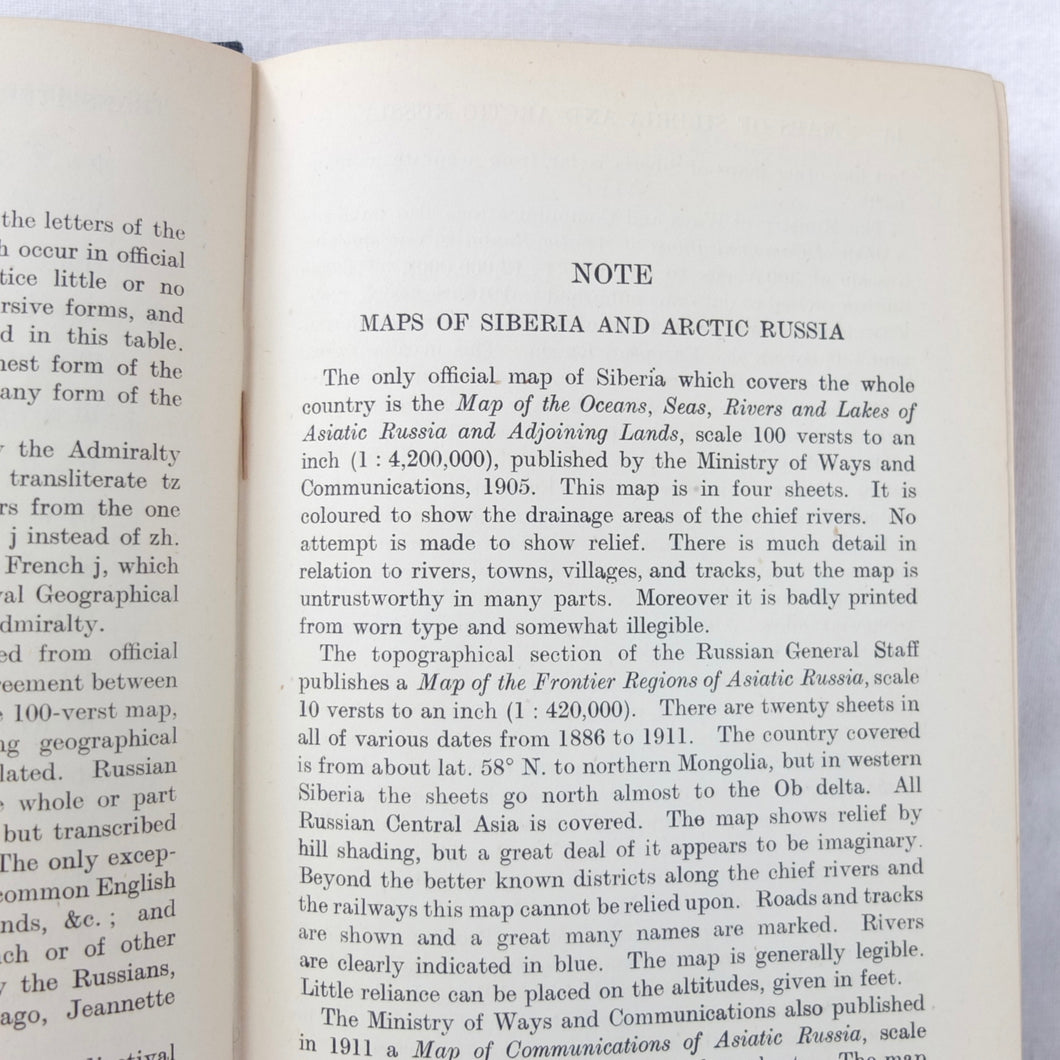 the letters of the
occur in official
little or no
forms, and
in this table.
form of the
any form of the
the Admiralty
transliterate tz
from the one
j instead of zh.
French j, which
Geographical
from official
between
100-verst map,
geographical
Russian
whole or part
but transcribed
The only excep-
common English
&c. ; and
or of other
the Russians,
Jeannette
NOTE
MAPS OF SIBERIA AND ARCTIC RUSSIA
The only official map of Siberia which covers the whole
country is the Map of the Oceans, Seas, Rivers and Lakes of
Asiatic Russia and Adjoining Lands, scale 100 versts to an
inch (1 : 4,200,000), published by the Ministry of Ways and
Communications, 1905. This map is in four sheets. It is
coloured to show the drainage areas of the chief rivers. No
attempt is made to show relief. There is much detail in
relation to rivers, towns, villages, and tracks, but the map is
untrustworthy in many parts. Moreover it is badly printed
from worn type and somewhat illegible.
The topographical section of the Russian General Staff
publishes a Map of the Frontier Regions of Asiatic Russia, scale
10 versts to an inch (1 : 420,000). There are twenty sheets in
all of various dates from 1886 to 1911. The country covered
is from about lat. 58° N. to northern Mongolia, but in western
Siberia the sheets go north almost to the Ob delta. All
Russian Central Asia is covered. The map shows relief by
hill shading, but a great deal of it appears to be imaginary.
Beyond the better known districts along the chief rivers and
the railways this map cannot be relied upon. Roads and tracks
are shown and a great many names are marked. Rivers
are clearly indicated in blue. The map is generally legible.
Little reliance can be placed on the altitudes, given in feet.
The Ministry of Ways and Communications also published
in 1911 a Map of Communications of Asiatic Russia, scale
The map